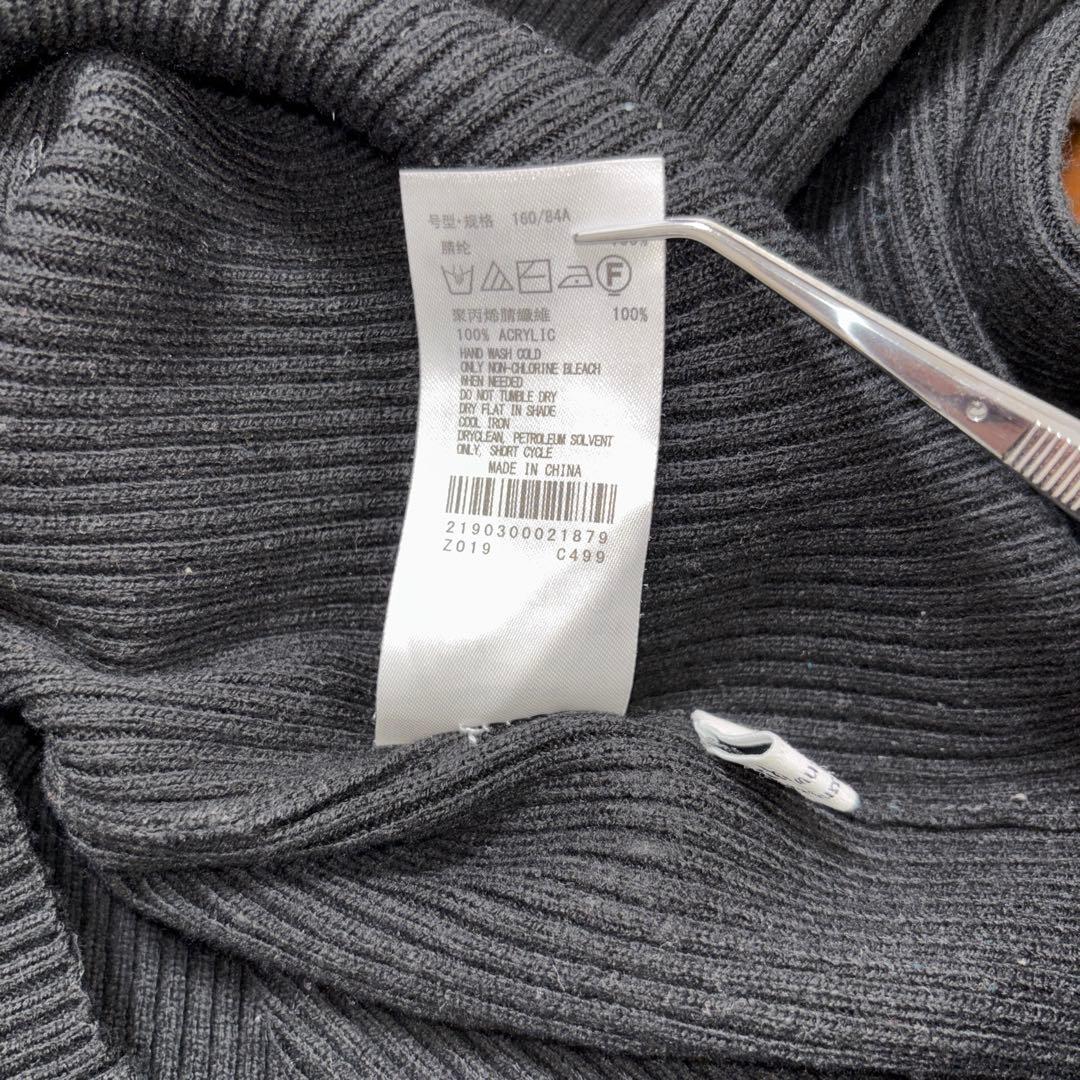 号型·规格 160/84A
腈纶 100%
F
聚丙烯腈纖維 100%
100% ACRYLIC
HAND WASH COLD
ONLY NON-CHLORINE BLEACH
WHEN NEEDED
DO NOT TUMBLE DRY
DRY FLAT IN SHADE
COOL IRON
DRYCLEAN, PETROLEUM SOLVENT
ONLY, SHORT CYCLE
MADE IN CHINA
2190300021879
Z019 C499